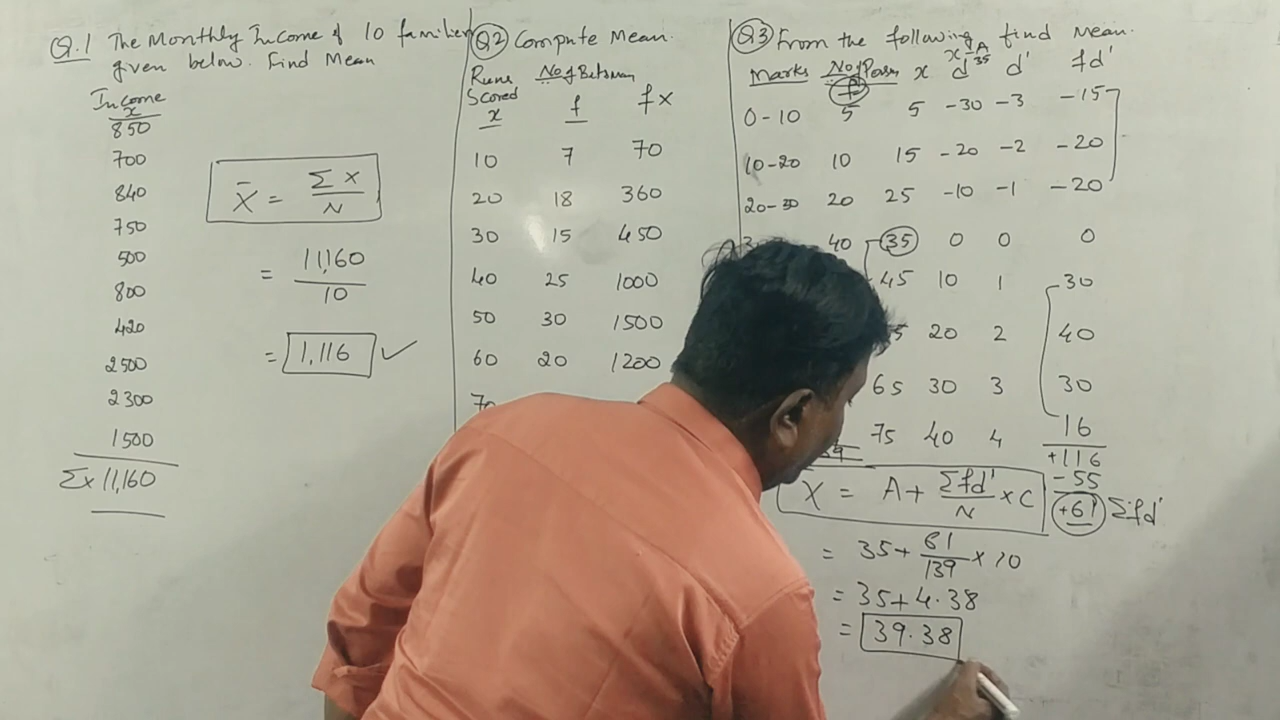 Q.1 The Monthly Income of 10 families
given below. Find Mean
Income
x
850
700
840
750
500
800
420
2500
2300
1500
Σx 11,160
X̄ = Σx / N
= 11,160 / 10
= 1,116 ✓
Q2 Compute Mean.
Runs Scored x No of Batsman f fx
10 7 70
20 18 360
30 15 450
40 25 1000
50 30 1500
60 20 1200
70
Q3 From the following find Mean.
Marks No of Person f x d x-A 35 d' fd'
0-10 5 5 -30 -3 -15
10-20 10 15 -20 -2 -20
20-30 20 25 -10 -1 -20
40 35 0 0 0
45 10 1 30
20 2 40
65 30 3 30
75 40 4 16
+116
-55
+61 Σfd'
X = A + Σfd' / N × C
= 35 + 61 / 139 × 10
= 35 + 4.38
= 39.38